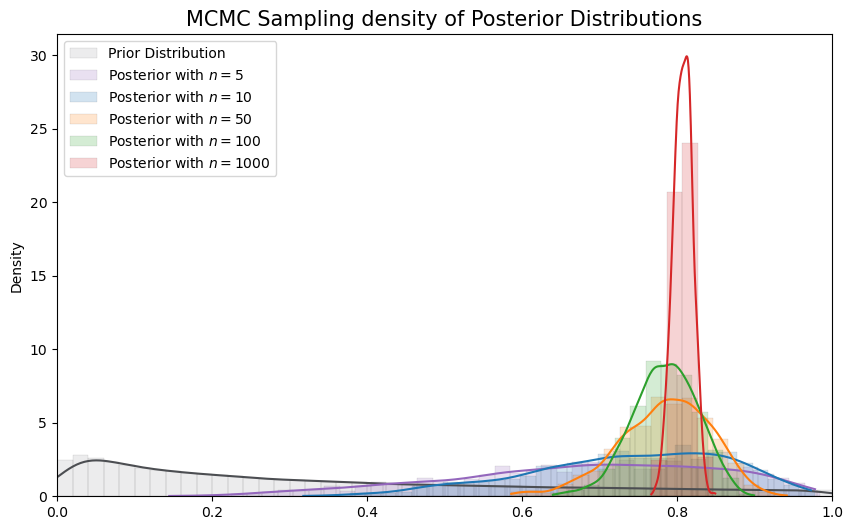 MCMC Sampling density of Posterior Distributions
Prior Distribution
Posterior with n = 5
Posterior with n = 10
Posterior with n = 50
Posterior with n = 100
Posterior with n = 1000
Density
30
25
20
15
10
5
0
0.0 0.2 0.4 0.6 0.8 1.0